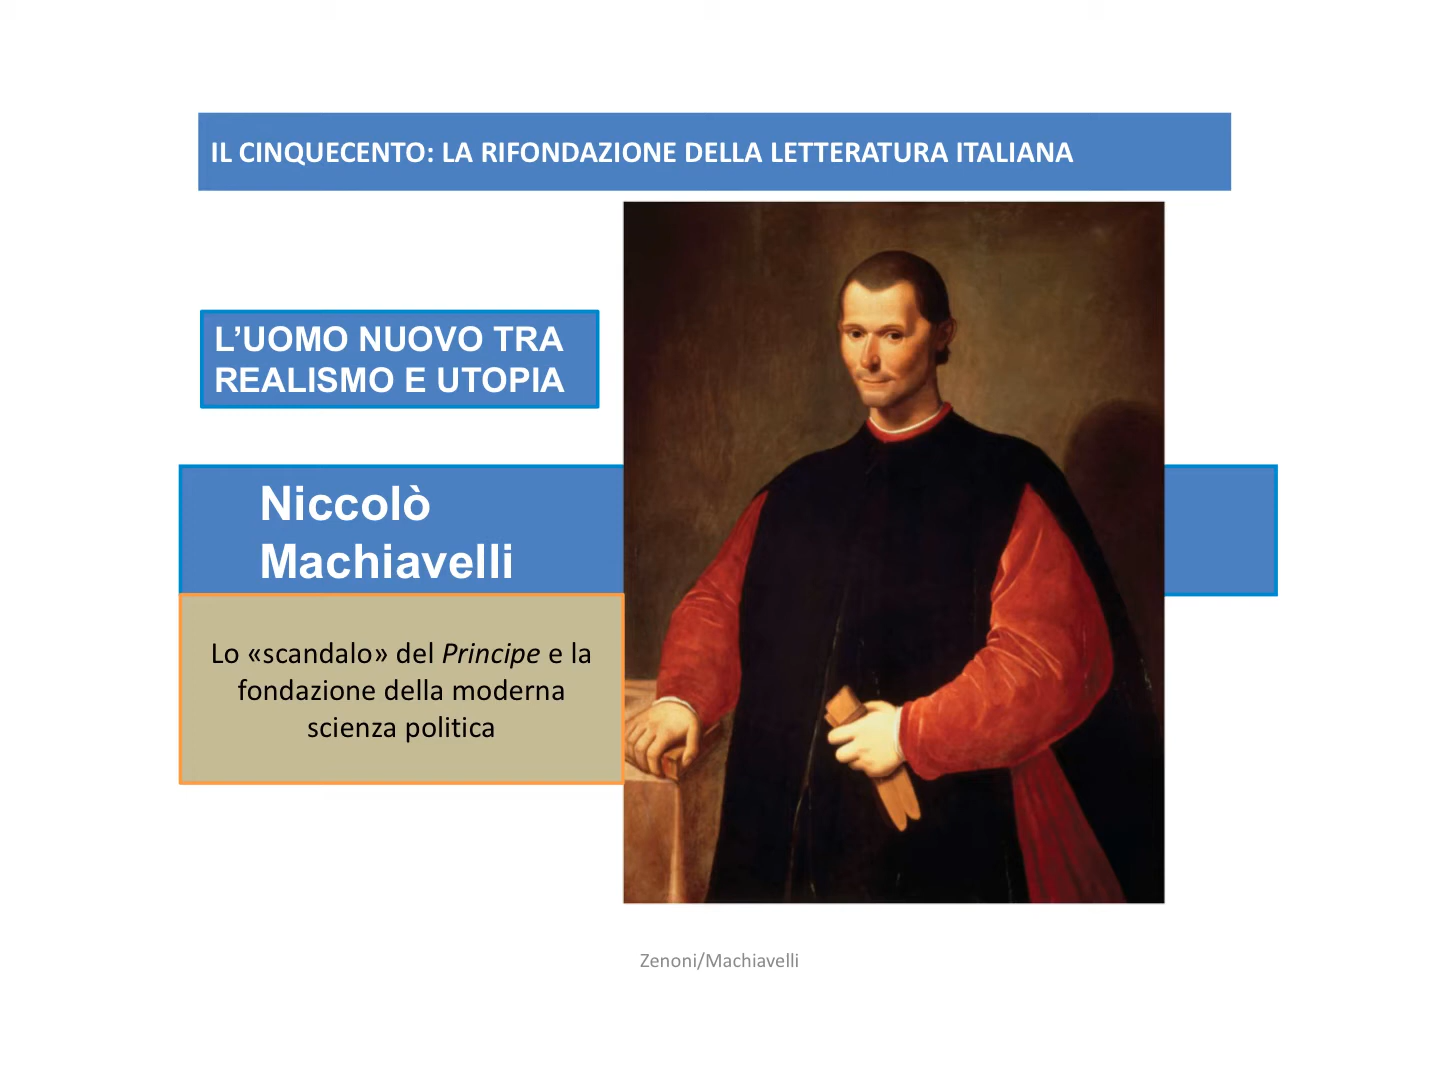 IL CINQUECENTO: LA RIFONDAZIONE DELLA LETTERATURA ITALIANA
L’UOMO NUOVO TRA
REALISMO E UTOPIA
Niccolò
Machiavelli
Lo «scandalo» del Principe e la
fondazione della moderna
scienza politica
Zenoni/Machiavelli